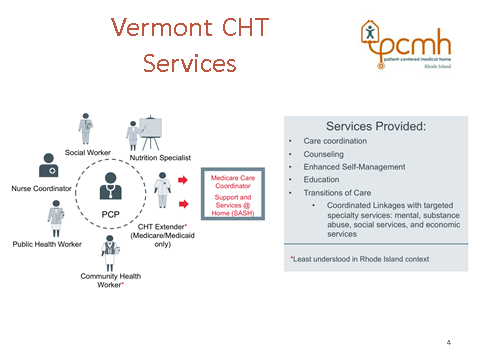 Vermont CHT
Services
pcmh
patient-centered medical home
Rhode Island
Social Worker
Nutrition Specialist
Nurse Coordinator
PCP
Public Health Worker
CHT Extender*
(Medicare/Medicaid
only)
Community Health
Worker*
Medicare Care
Coordinator
Support and
Services @
Home (SASH)
Services Provided:
• Care coordination
• Counseling
• Enhanced Self-Management
• Education
• Transitions of Care
• Coordinated Linkages with targeted
specialty services: mental, substance
abuse, social services, and economic
services
*Least understood in Rhode Island context
4